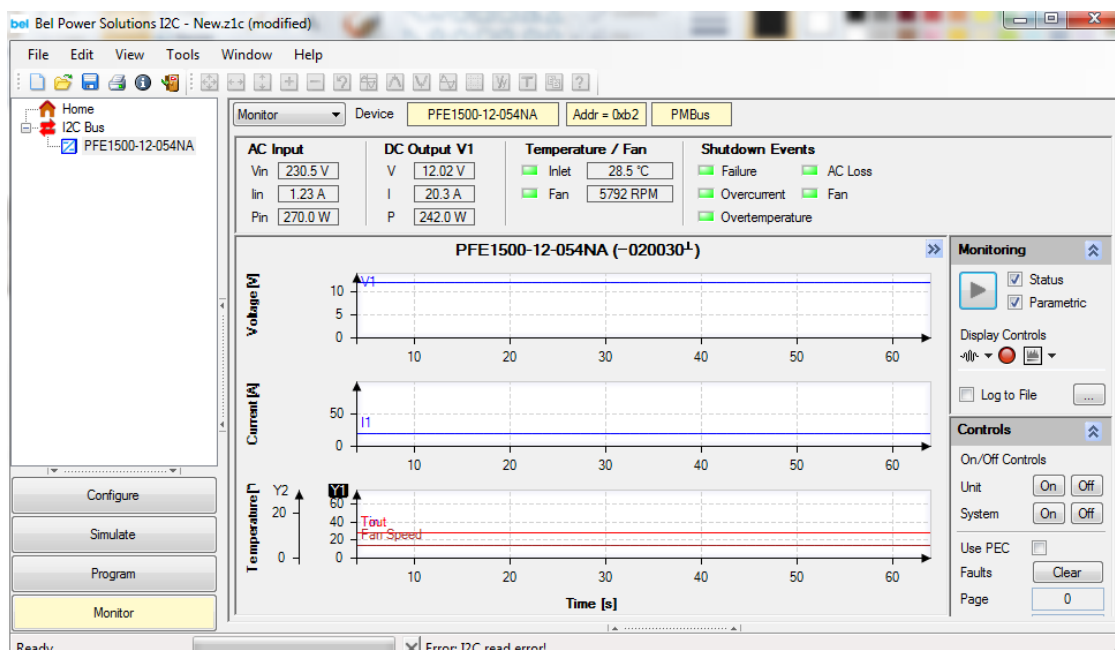 bel Bel Power Solutions I2C - New.z1c (modified)
File Edit View Tools Window Help
Home
I2C Bus
PFE1500-12-054NA
Monitor Device PFE1500-12-054NA Addr = 0xb2 PMBus
AC Input DC Output V1 Temperature / Fan Shutdown Events
Vin 230.5 V V 12.02 V Inlet 28.5 °C Failure AC Loss
Iin 1.23 A I 20.3 A Fan 5792 RPM Overcurrent Fan
Pin 270.0 W P 242.0 W Overtemperature
PFE1500-12-054NA (−020030┴)
Voltage [V]
V1
10
5
0
10 20 30 40 50 60
Current [A]
I1
50
0
10 20 30 40 50 60
Temperature [
Y2 Y1
20
0
60
40
20
0
Fan Speed
10 20 30 40 50 60
Time [s]
Monitoring
Status
Parametric
Display Controls
Log to File ...
Controls
On/Off Controls
Unit On Off
System On Off
Use PEC
Faults Clear
Page 0
Configure
Simulate
Program
Monitor
Ready Error: I2C read error!